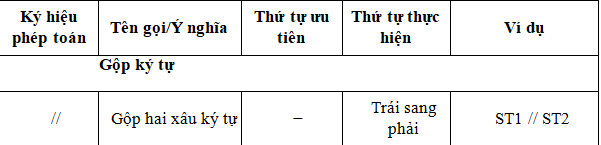 Ký hiệu phép toán Tên gọi/Ý nghĩa Thứ tự ưu tiên Thứ tự thực hiện Ví dụ
Gộp ký tự
// Gộp hai xâu ký tự – Trái sang phải ST1 // ST2